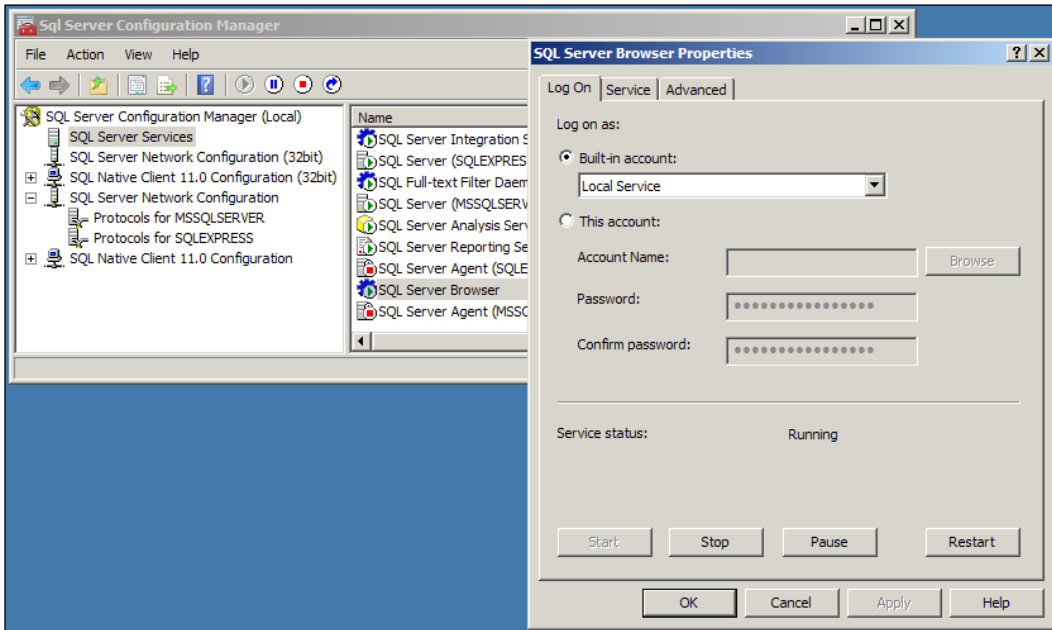 Sql Server Configuration Manager
File Action View Help
SQL Server Configuration Manager (Local)
SQL Server Services
SQL Server Network Configuration (32bit)
SQL Native Client 11.0 Configuration (32bit)
SQL Server Network Configuration
Protocols for MSSQLSERVER
Protocols for SQLEXPRESS
SQL Native Client 11.0 Configuration
Name
SQL Server Integration S
SQL Server (SQLEXPRES
SQL Full-text Filter Daem
SQL Server (MSSQLSERV
SQL Server Analysis Serv
SQL Server Reporting Se
SQL Server Agent (SQLE
SQL Server Browser
SQL Server Agent (MSSQ
SQL Server Browser Properties
Log On Service Advanced
Log on as:
Built-in account:
Local Service
This account:
Account Name: Browse
Password:
Confirm password:
Service status: Running
Start Stop Pause Restart
OK Cancel Apply Help